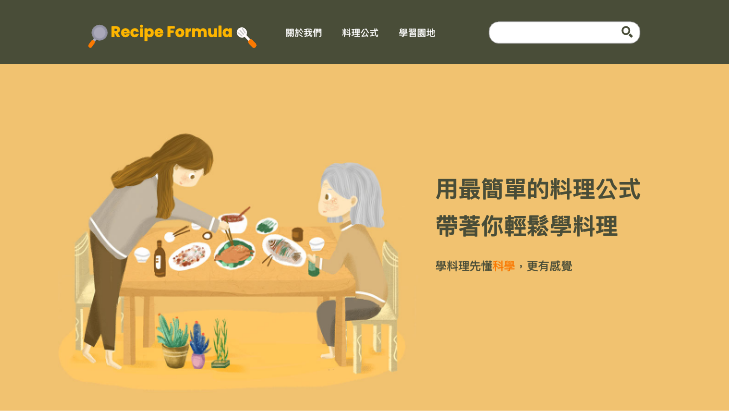 Recipe Formula
關於我們 料理公式 學習園地
用最簡單的料理公式
帶著你輕鬆學料理
學料理先懂科學，更有感覺